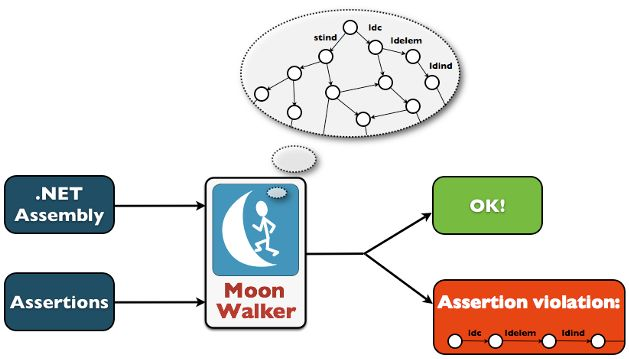 stind
ldc
ldelem
ldind
.NET
Assembly
Assertions
Moon
Walker
OK!
Assertion violation:
ldc
ldelem
ldind